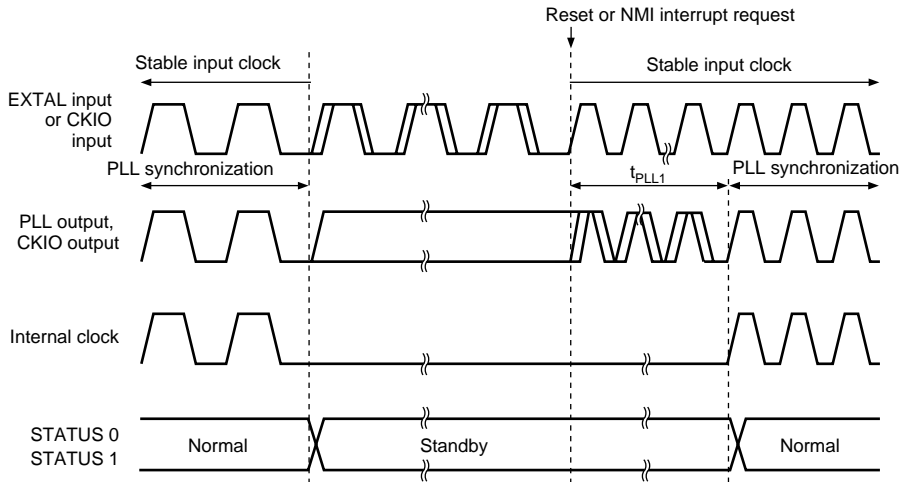 Reset or NMI interrupt request
Stable input clock
Stable input clock
EXTAL input
or CKIO
input
PLL synchronization
tPLL1
PLL synchronization
PLL output,
CKIO output
Internal clock
STATUS 0
STATUS 1
Normal
Standby
Normal